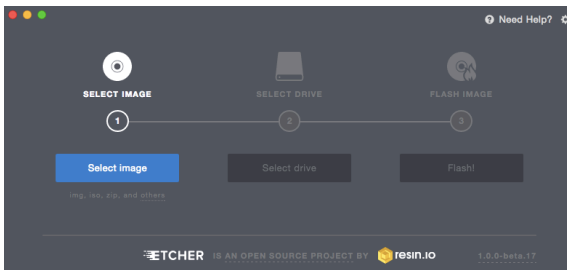 Need Help?
SELECT IMAGE
SELECT DRIVE
FLASH IMAGE
1
2
3
Select image
Select drive
Flash!
img, iso, zip, and others
ETCHER IS AN OPEN SOURCE PROJECT BY resin.io 1.0.0-beta.17